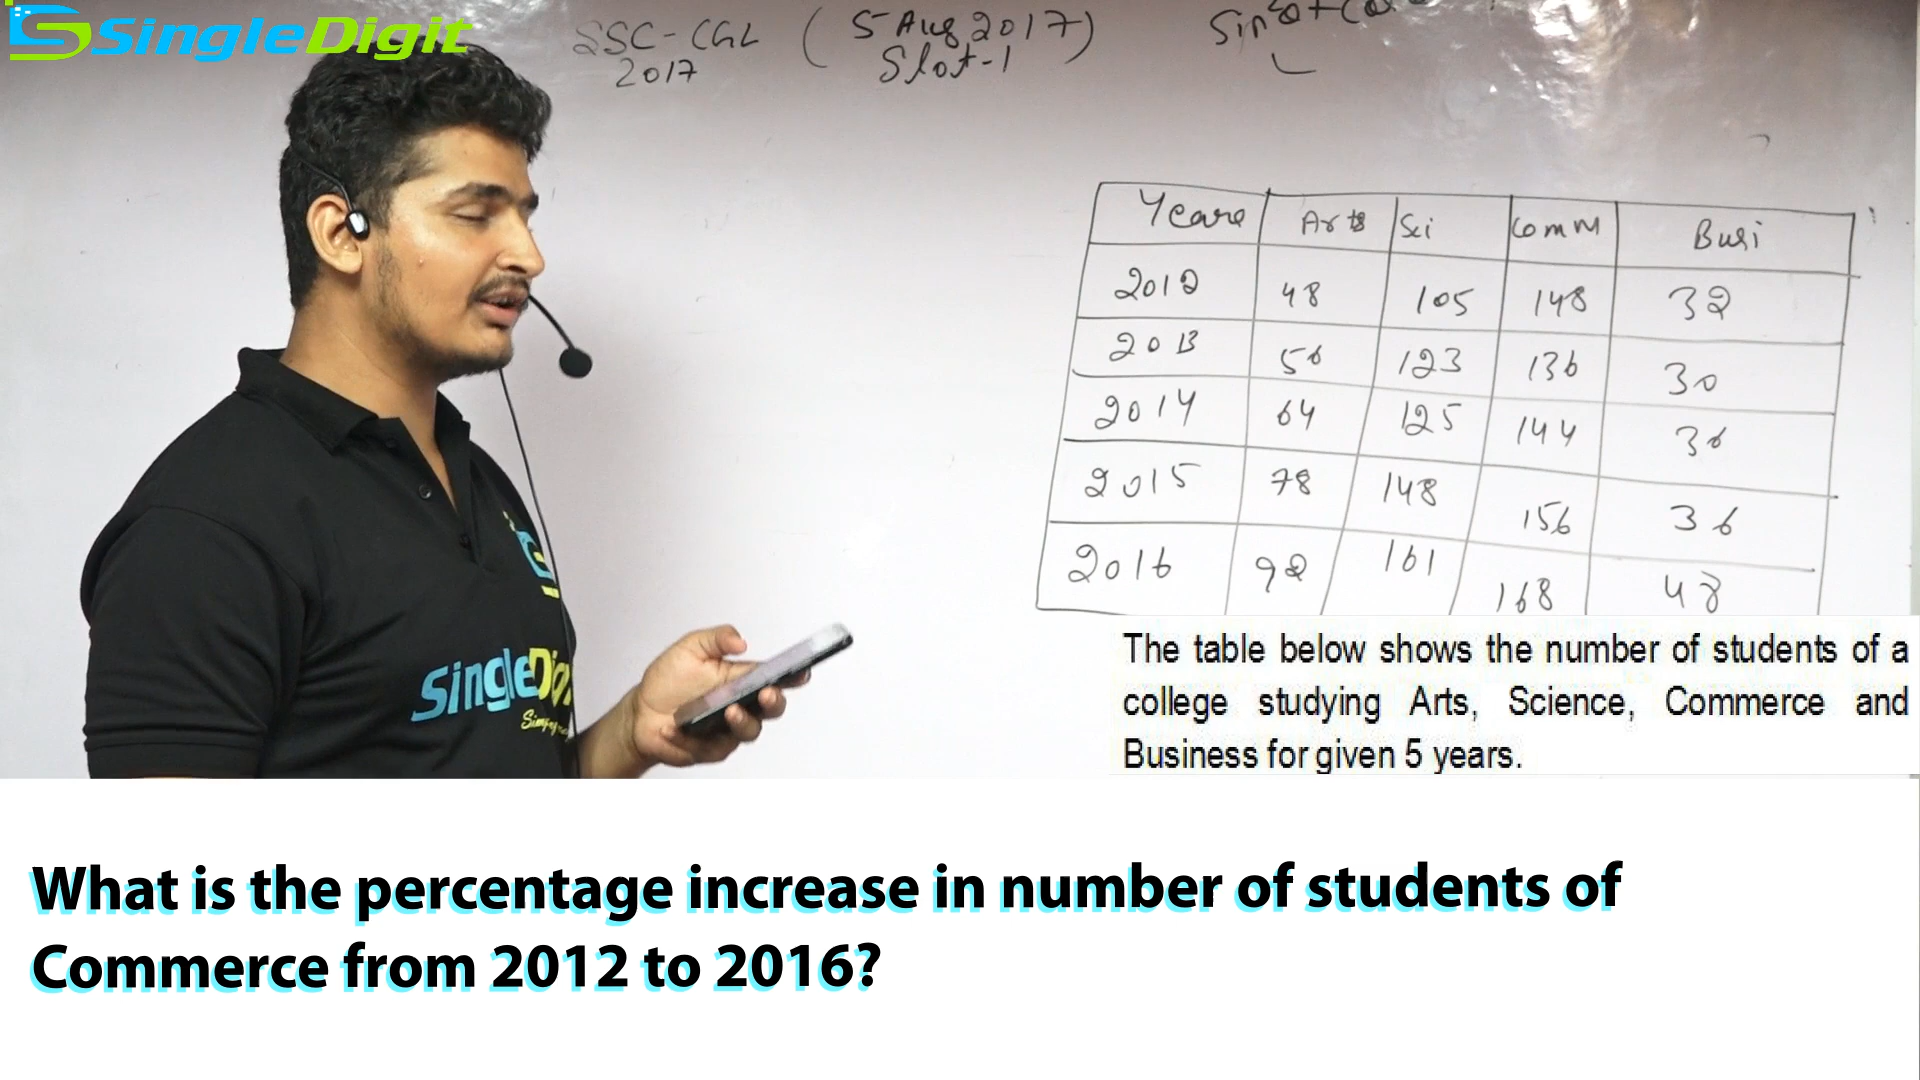 SingleDigit
SSC-CGL ( 5 Aug 2017 )
2017 Slot-1
Years Arts Sci Comm Busi
2012 48 105 148 32
2013 56 123 136 30
2014 64 125 144 36
2015 78 148 156 36
2016 92 161 168 48
SingleDig
The table below shows the number of students of a
college studying Arts, Science, Commerce and
Business for given 5 years.
What is the percentage increase in number of students of
Commerce from 2012 to 2016?